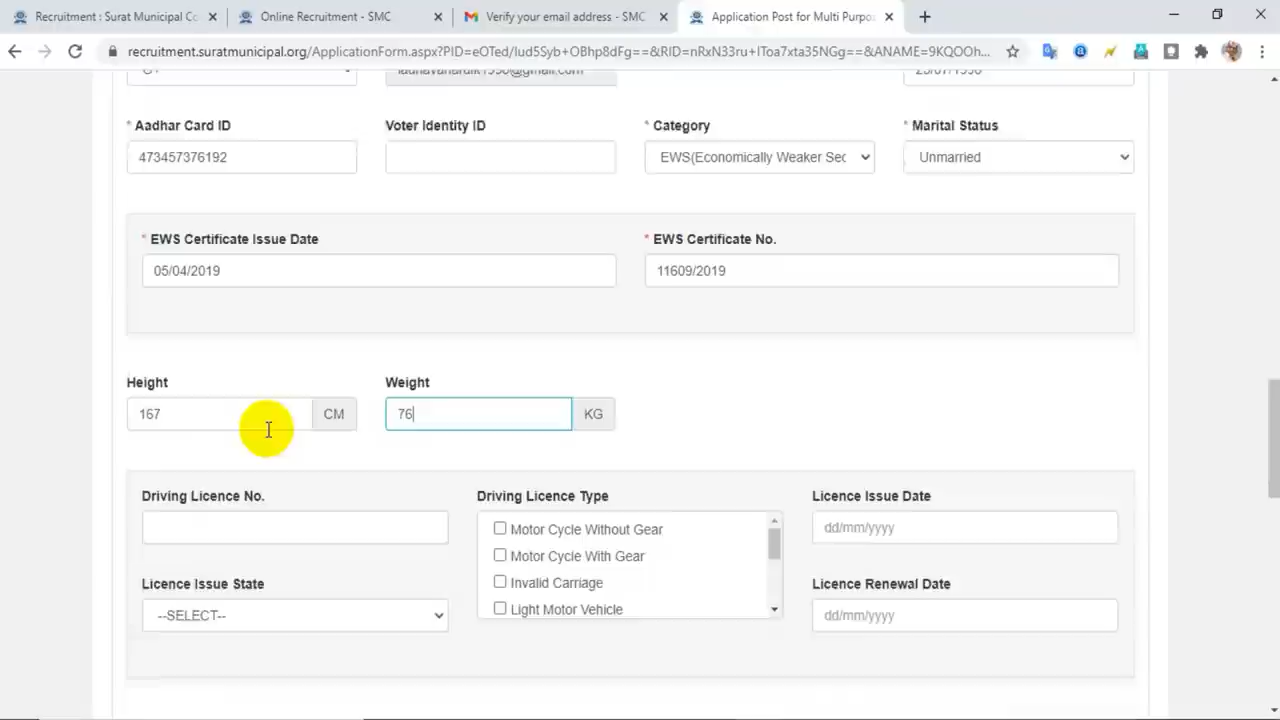 Recruitment : Surat Municipal Co
Online Recruitment - SMC
Verify your email address - SMC
Application Post for Multi Purpo
recruitment.suratmunicipal.org/ApplicationForm.aspx?PID=eOTed/Iud5Syb+OBhp8dFg==&RID=nRxN33ru+IToa7xta35NGg==&ANAME=9KQOOh...
* Aadhar Card ID
Voter Identity ID
* Category
* Marital Status
473457376192
EWS(Economically Weaker Sec
Unmarried
* EWS Certificate Issue Date
* EWS Certificate No.
05/04/2019
11609/2019
Height
Weight
167
CM
76
KG
Driving Licence No.
Driving Licence Type
Licence Issue Date
Motor Cycle Without Gear
dd/mm/yyyy
Motor Cycle With Gear
Licence Issue State
Invalid Carriage
Licence Renewal Date
--SELECT--
Light Motor Vehicle
dd/mm/yyyy